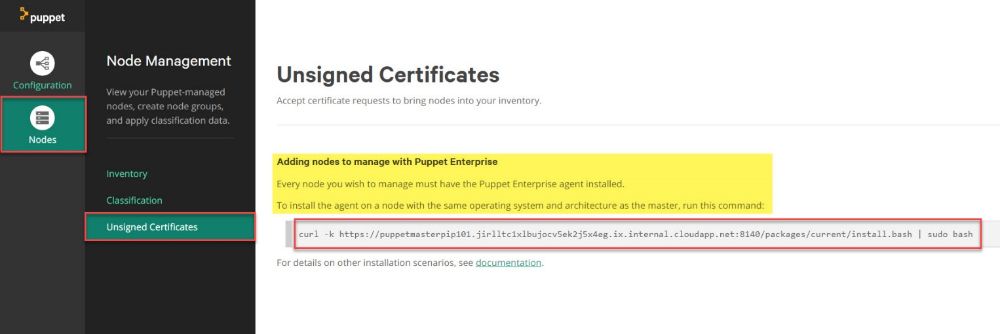 puppet
Configuration
Nodes
Node Management
View your Puppet-managed
nodes, create node groups,
and apply classification data.
Inventory
Classification
Unsigned Certificates
Unsigned Certificates
Accept certificate requests to bring nodes into your inventory.
Adding nodes to manage with Puppet Enterprise
Every node you wish to manage must have the Puppet Enterprise agent installed.
To install the agent on a node with the same operating system and architecture as the master, run this command:
curl -k https://puppetmasterpip101.jirlltc1xlbujocv5ek2j5x4eg.ix.internal.cloudapp.net:8140/packages/current/install.bash | sudo bash
For details on other installation scenarios, see documentation.